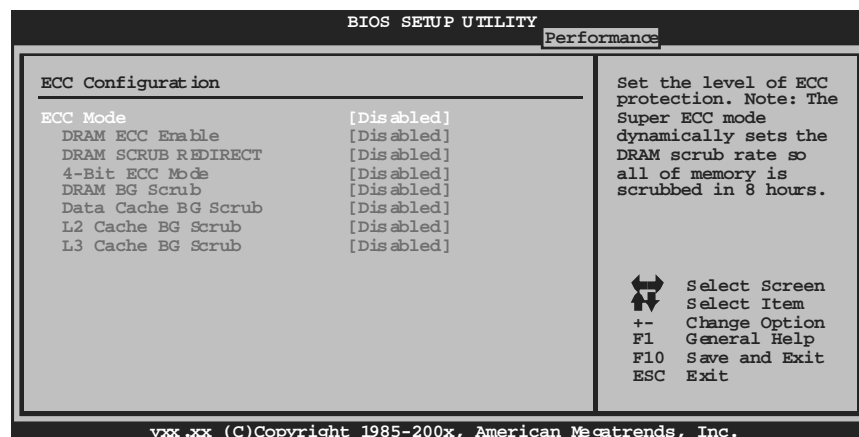 BIOS SETUP UTILITY
Performance
ECC Configuration
ECC Mode [Disabled]
DRAM ECC Enable [Disabled]
DRAM SCRUB REDIRECT [Disabled]
4-Bit ECC Mode [Disabled]
DRAM BG Scrub [Disabled]
Data Cache BG Scrub [Disabled]
L2 Cache BG Scrub [Disabled]
L3 Cache BG Scrub [Disabled]
Set the level of ECC
protection. Note: The
Super ECC mode
dynamically sets the
DRAM scrub rate so
all of memory is
scrubbed in 8 hours.
Select Screen
Select Item
+- Change Option
F1 General Help
F10 Save and Exit
ESC Exit
vxx.xx (C)Copyright 1985-200x, American Megatrends, Inc.